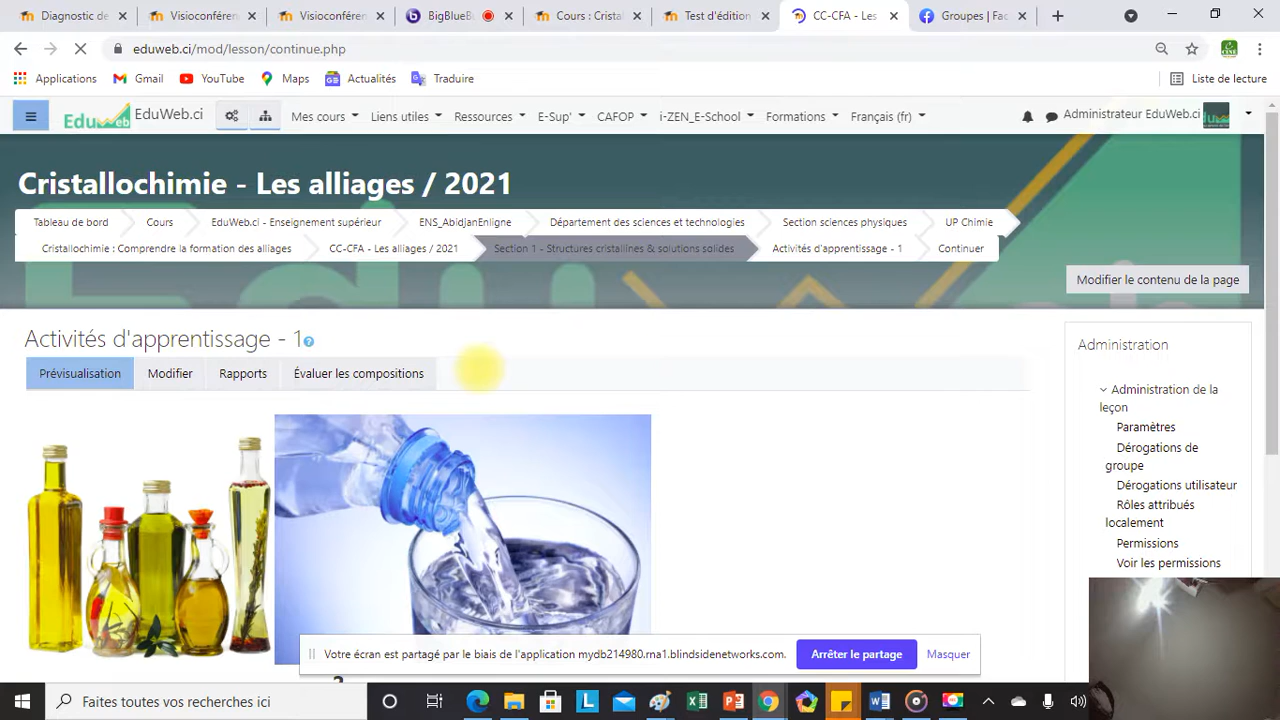 Diagnostic de
Visioconféren
Visioconféren
BigBlueBu
Cours : Cristal
Test d'édition
CC-CFA - Les
Groupes | Fac
eduweb.ci/mod/lesson/continue.php
Applications
Gmail
YouTube
Maps
Actualités
Traduire
Liste de lecture
Eduweb
EduWeb.ci
Mes cours
Liens utiles
Ressources
E-Sup'
CAFOP
i-ZEN_E-School
Formations
Français (fr)
Administrateur EduWeb.ci
Cristallochimie - Les alliages / 2021
Tableau de bord
Cours
EduWeb.ci - Enseignement supérieur
ENS_AbidjanEnligne
Département des sciences et technologies
Section sciences physiques
UP Chimie
Cristallochimie : Comprendre la formation des alliages
CC-CFA - Les alliages / 2021
Section 1 - Structures cristallines & solutions solides
Activités d'apprentissage - 1
Continuer
Modifier le contenu de la page
Activités d'apprentissage - 1
Prévisualisation
Modifier
Rapports
Évaluer les compositions
Administration
Administration de la
leçon
Paramètres
Dérogations de
groupe
Dérogations utilisateur
Rôles attribués
localement
Permissions
Voir les permissions
Votre écran est partagé par le biais de l'application mydb214980.rna1.blindsidenetworks.com.
Arrêter le partage
Masquer
Faites toutes vos recherches ici